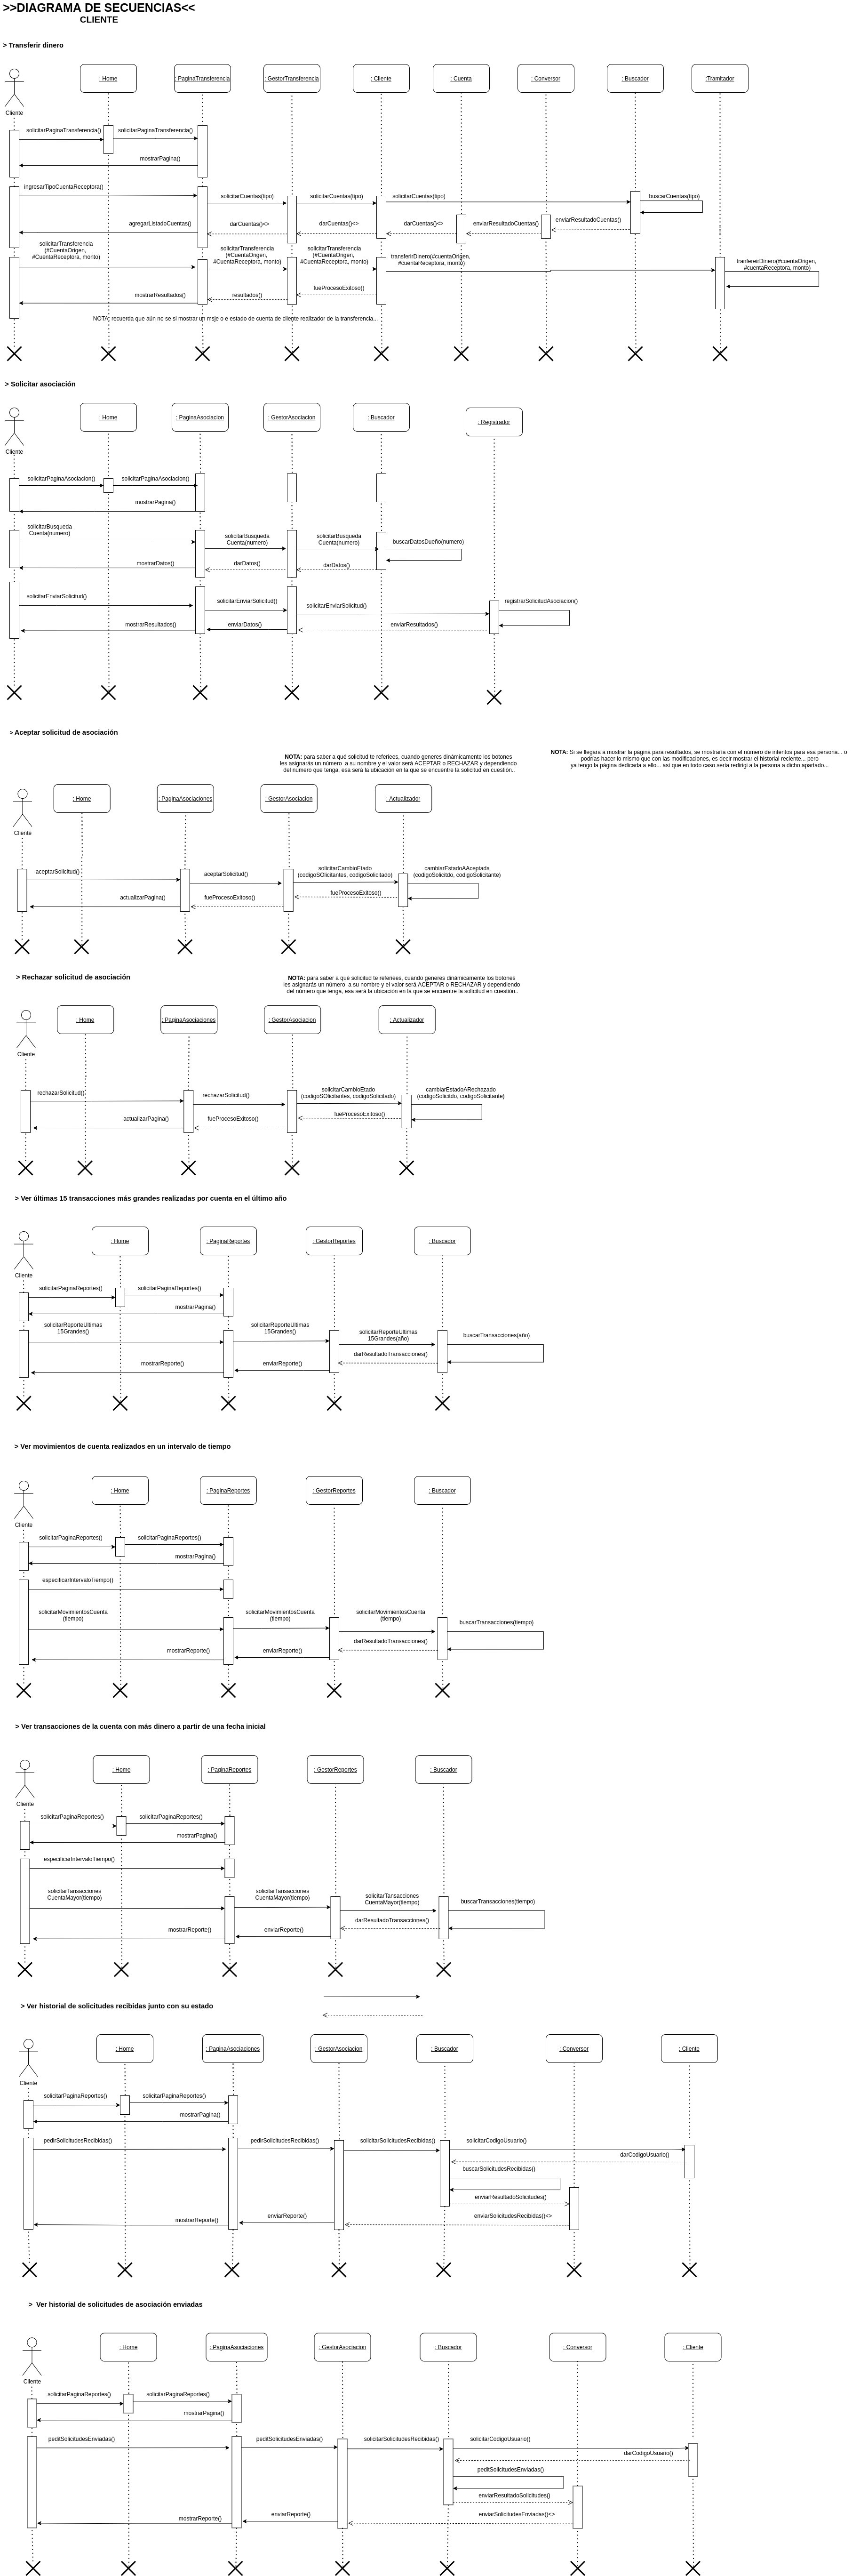 >>DIAGRAMA DE SECUENCIAS<<
CLIENTE
> Transferir dinero
: Home
: PaginaTransferencia
: GestorTransferencia
: Cliente
: Cuenta
: Conversor
: Buscador
:Tramitador
Cliente
solicitarPaginaTransferencia()
solicitarPaginaTransferencia()
mostrarPagina()
ingresarTipoCuentaReceptora()
solicitarCuentas(tipo)
solicitarCuentas(tipo)
solicitarCuentas(tipo)
buscarCuentas(tipo)
agregarListadoCuentas()
darCuentas()<>
darCuentas()<>
darCuentas()<>
enviarResultadoCuentas()
enviarResultadoCuentas()
solicitarTransferencia
(#CuentaOrigen,
#CuentaReceptora, monto)
solicitarTransferencia
(#CuentaOrigen,
#CuentaReceptora, monto)
solicitarTransferencia
(#CuentaOrigen,
#CuentaReceptora, monto)
transferirDinero(#cuentaOrigen,
#cuentaReceptora, monto)
tranfereirDinero(#cuentaOrigen,
#cuentaReceptora, monto)
mostrarResultados()
resultados()
fueProcesoExitoso()
NOTA: recuerda que aún no se si mostrar un msje o e estado de cuenta de cliente realizador de la transferencia...
> Solicitar asociación
: Home
: PaginaAsociacion
: GestorAsociacion
: Buscador
: Registrador
Cliente
solicitarPaginaAsociacion()
solicitarPaginaAsociacion()
mostrarPagina()
solicitarBusqueda
Cuenta(numero)
solicitarBusqueda
Cuenta(numero)
solicitarBusqueda
Cuenta(numero)
buscarDatosDueño(numero)
mostrarDatos()
darDatos()
darDatos()
solicitarEnviarSolicitud()
solicitarEnviarSolicitud()
solicitarEnviarSolicitud()
registrarSolicitudAsociacion()
mostrarResultados()
enviarDatos()
enviarResultados()
> Aceptar solicitud de asociación
NOTA: para saber a qué solicitud te referiees, cuando generes dinámicamente los botones
les asignarás un número  a su nombre y el valor será ACEPTAR o RECHAZAR y dependendo
del número que tenga, esa será la ubicación en la que se encuentre la solicitud en cuestión..
NOTA: Si se llegara a mostrar la página para resultados, se mostraría con el número de intentos para esa persona... o
podrías hacer lo mismo que con las modificaciones, es decir mostrar el historial reciente... pero
ya tengo la página dedicada a ello... así que en todo caso sería redirigí a la persona a dicho apartado...
: Home
: PaginaAsociaciones
: GestorAsociacion
: Actualizador
Cliente
aceptarSolicitud()
aceptarSolicitud()
solicitarCambioEtado
(codigoSOlicitantes, codigoSolicitado)
cambiarEstadoAAceptada
(codigoSolicitdo, codigoSolicitante)
actualizarPagina()
fueProcesoExitoso()
fueProcesoExitoso()
> Rechazar solicitud de asociación
NOTA: para saber a qué solicitud te referiees, cuando generes dinámicamente los botones
les asignarás un número  a su nombre y el valor será ACEPTAR o RECHAZAR y dependendo
del número que tenga, esa será la ubicación en la que se encuentre la solicitud en cuestión..
: Home
: PaginaAsociaciones
: GestorAsociacion
: Actualizador
Cliente
rechazarSolicitud()
rechazarSolicitud()
solicitarCambioEtado
(codigoSOlicitantes, codigoSolicitado)
cambiarEstadoARechazado
(codigoSolicitdo, codigoSolicitante)
actualizarPagina()
fueProcesoExitoso()
fueProcesoExitoso()
> Ver últimas 15 transacciones más grandes realizadas por cuenta en el último año
: Home
: PaginaReportes
: GestorReportes
: Buscador
Cliente
solicitarPaginaReportes()
solicitarPaginaReportes()
mostrarPagina()
solicitarReporteUltimas
15Grandes()
solicitarReporteUltimas
15Grandes()
solicitarReporteUltimas
15Grandes(año)
buscarTransacciones(año)
mostrarReporte()
enviarReporte()
darResultadoTransacciones()
> Ver movimientos de cuenta realizados en un intervalo de tiempo
: Home
: PaginaReportes
: GestorReportes
: Buscador
Cliente
solicitarPaginaReportes()
solicitarPaginaReportes()
mostrarPagina()
especificarIntervaloTiempo()
solicitarMovimientosCuenta
(tiempo)
solicitarMovimientosCuenta
(tiempo)
solicitarMovimientosCuenta
(tiempo)
buscarTransacciones(tiempo)
mostrarReporte()
enviarReporte()
darResultadoTransacciones()
> Ver transacciones de la cuenta con más dinero a partir de una fecha inicial
: Home
: PaginaReportes
: GestorReportes
: Buscador
Cliente
solicitarPaginaReportes()
solicitarPaginaReportes()
mostrarPagina()
especificarIntervaloTiempo()
solicitarTansacciones
CuentaMayor(tiempo)
solicitarTansacciones
CuentaMayor(tiempo)
solicitarTansacciones
CuentaMayor(tiempo)
buscarTransacciones(tiempo)
mostrarReporte()
enviarReporte()
darResultadoTransacciones()
> Ver historial de solicitudes recibidas junto con su estado
: Home
: PaginaAsociaciones
: GestorAsociacion
: Buscador
: Conversor
: Cliente
Cliente
solicitarPaginaReportes()
solicitarPaginaReportes()
mostrarPagina()
pedirSolicitudesRecibidas()
pedirSolicitudesRecibidas()
solicitarSolicitudesRecibidas()
solicitarCodigoUsuario()
darCodigoUsuario()
buscarSolicitudesRecibidas()
enviarResultadoSolicitudes()
mostrarReporte()
enviarReporte()
enviarSolicitudesRecibidas()<>
>  Ver historial de solicitudes de asociación enviadas
: Home
: PaginaAsociaciones
: GestorAsociacion
: Buscador
: Conversor
: Cliente
Cliente
solicitarPaginaReportes()
solicitarPaginaReportes()
mostrarPagina()
peditSolicitudesEnviadas()
peditSolicitudesEnviadas()
solicitarSolicitudesRecibidas()
solicitarCodigoUsuario()
darCodigoUsuario()
peditSolicitudesEnviadas()
enviarResultadoSolicitudes()
mostrarReporte()
enviarReporte()
enviarSolicitudesEnviadas()<>